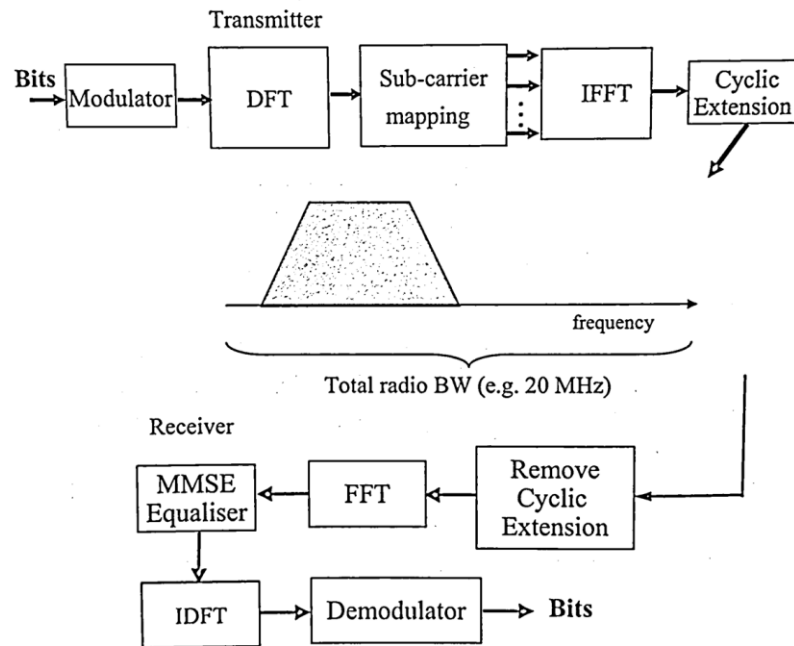 Transmitter
Bits
Modulator
DFT
Sub-carrier
mapping
IFFT
Cyclic
Extension
frequency
Total radio BW (e.g. 20 MHz)
Receiver
MMSE
Equaliser
FFT
Remove
Cyclic
Extension
IDFT
Demodulator
Bits